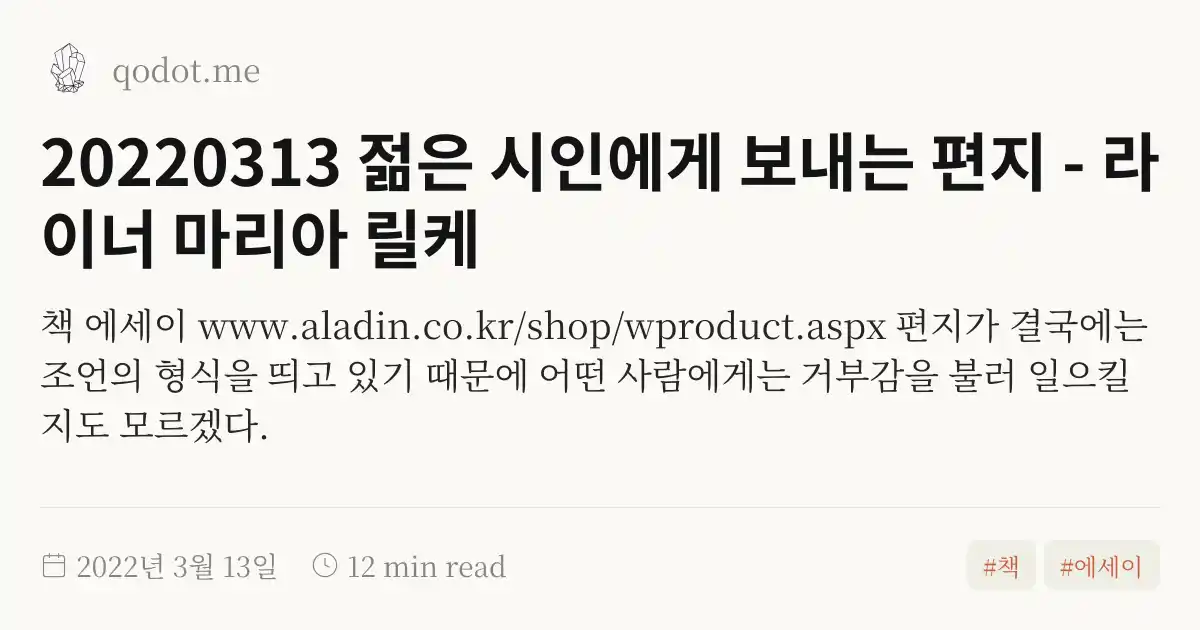 qodot.me
20220313 젊은 시인에게 보내는 편지 - 라
이너 마리아 릴케
책 에세이 www.aladin.co.kr/shop/wproduct.aspx 편지가 결국에는
조언의 형식을 띄고 있기 때문에 어떤 사람에게는 거부감을 불러 일으킬
지도 모르겠다.
2022년 3월 13일 12 min read #책 #에세이